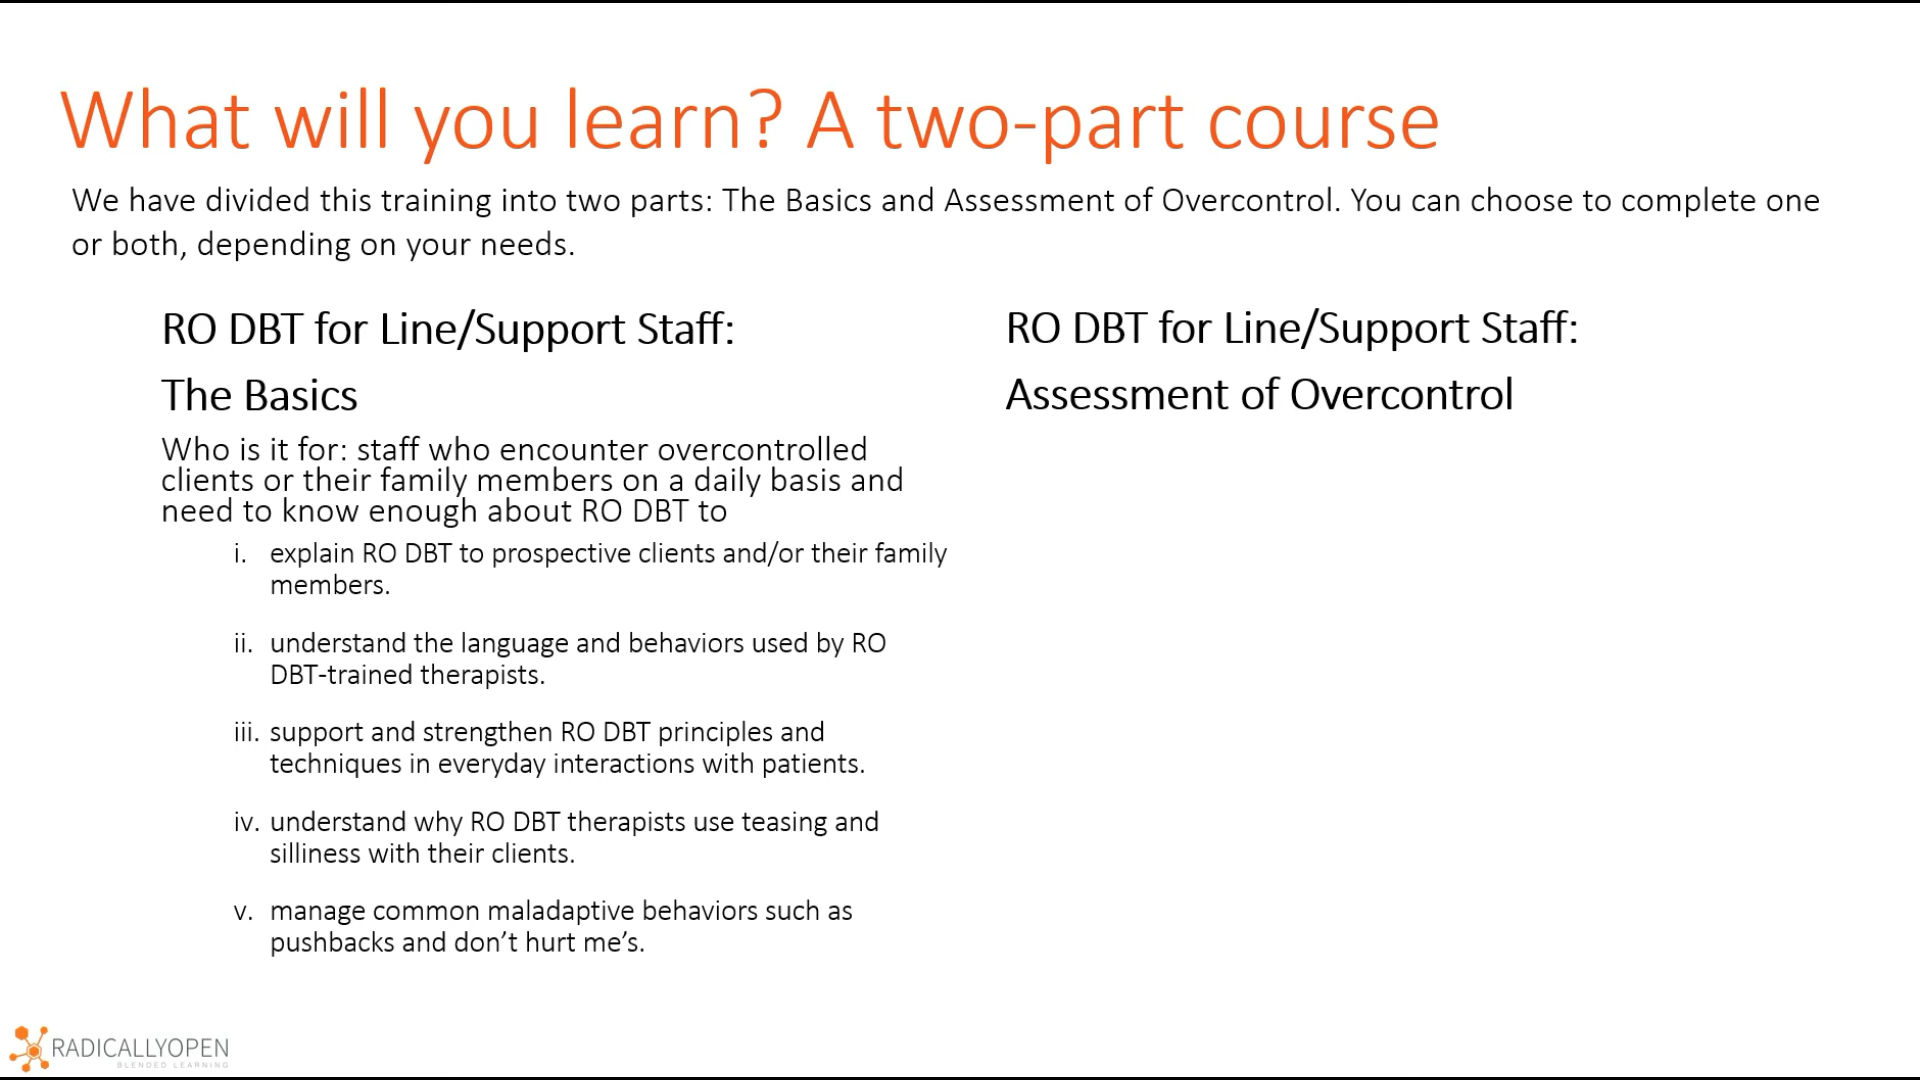 What will you learn? A two-part course
We have divided this training into two parts: The Basics and Assessment of Overcontrol. You can choose to complete one
or both, depending on your needs.
RO DBT for Line/Support Staff:
The Basics
Who is it for: staff who encounter overcontrolled
clients or their family members on a daily basis and
need to know enough about RO DBT to
i. explain RO DBT to prospective clients and/or their family
members.
ii. understand the language and behaviors used by RO
DBT-trained therapists.
iii. support and strengthen RO DBT principles and
techniques in everyday interactions with patients.
iv. understand why RO DBT therapists use teasing and
silliness with their clients.
v. manage common maladaptive behaviors such as
pushbacks and don’t hurt me’s.
RO DBT for Line/Support Staff:
Assessment of Overcontrol
RADICALLYOPEN
BLENDED LEARNING